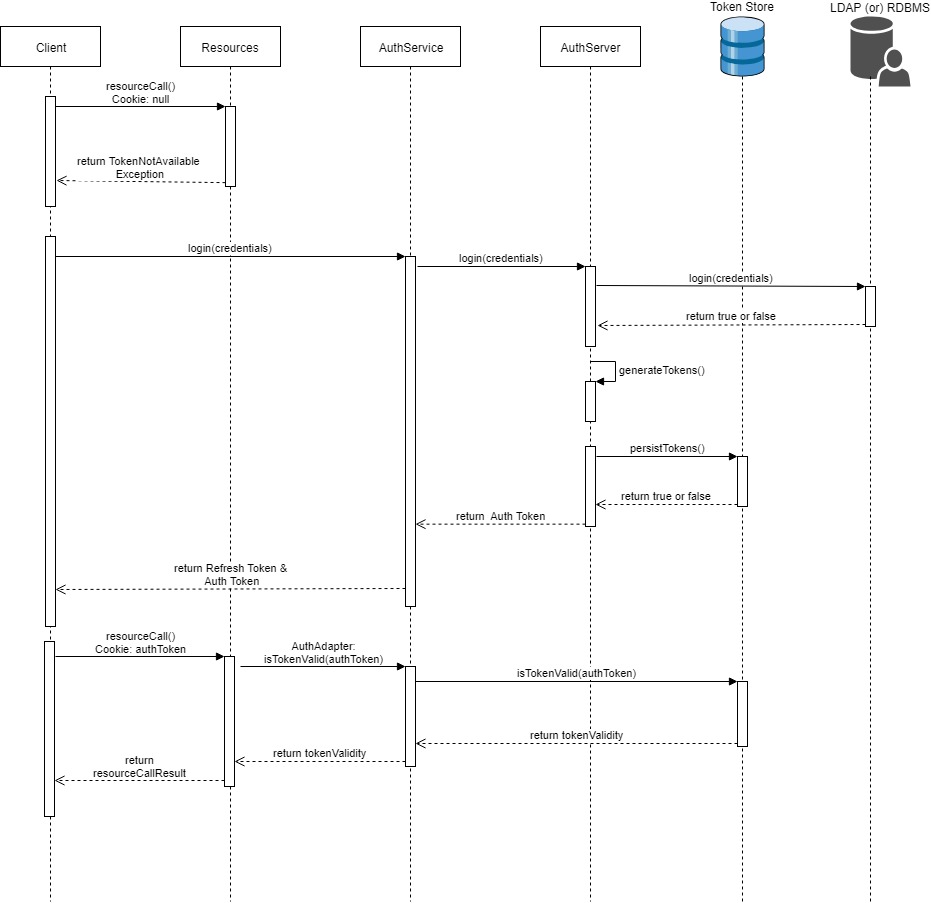 Token Store
LDAP (or) RDBMS
Client
Resources
AuthService
AuthServer
resourceCall()
Cookie: null
return TokenNotAvailable
Exception
login(credentials)
login(credentials)
login(credentials)
return true or false
generateTokens()
persistTokens()
return true or false
return  Auth Token
return Refresh Token &
Auth Token
resourceCall()
Cookie: authToken
AuthAdapter:
isTokenValid(authToken)
isTokenValid(authToken)
return tokenValidity
return tokenValidity
return
resourceCallResult